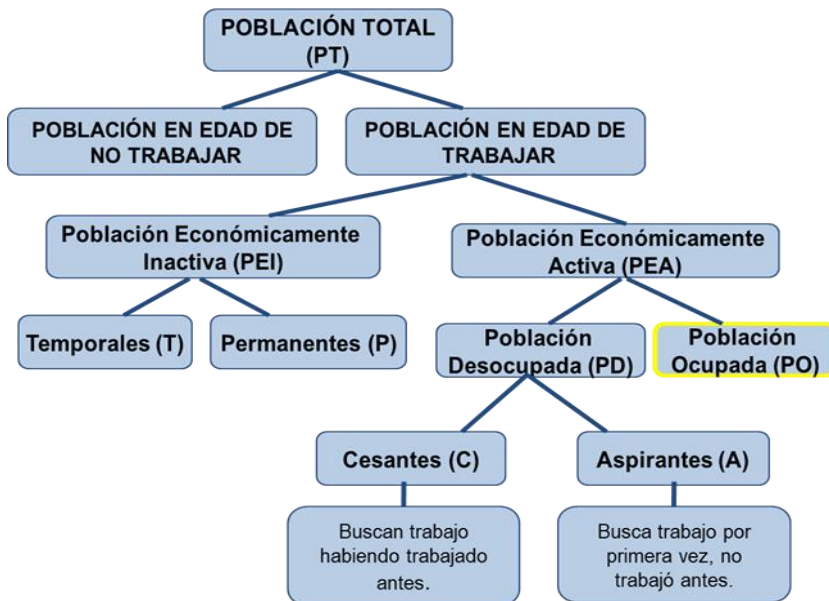 POBLACIÓN TOTAL
(PT)
POBLACIÓN EN EDAD DE
NO TRABAJAR
POBLACIÓN EN EDAD DE
TRABAJAR
Población Económicamente
Inactiva (PEI)
Población Económicamente
Activa (PEA)
Temporales (T)
Permanentes (P)
Población
Desocupada (PD)
Población
Ocupada (PO)
Cesantes (C)
Aspirantes (A)
Buscan trabajo
habiendo trabajado
antes.
Busca trabajo por
primera vez, no
trabajó antes.